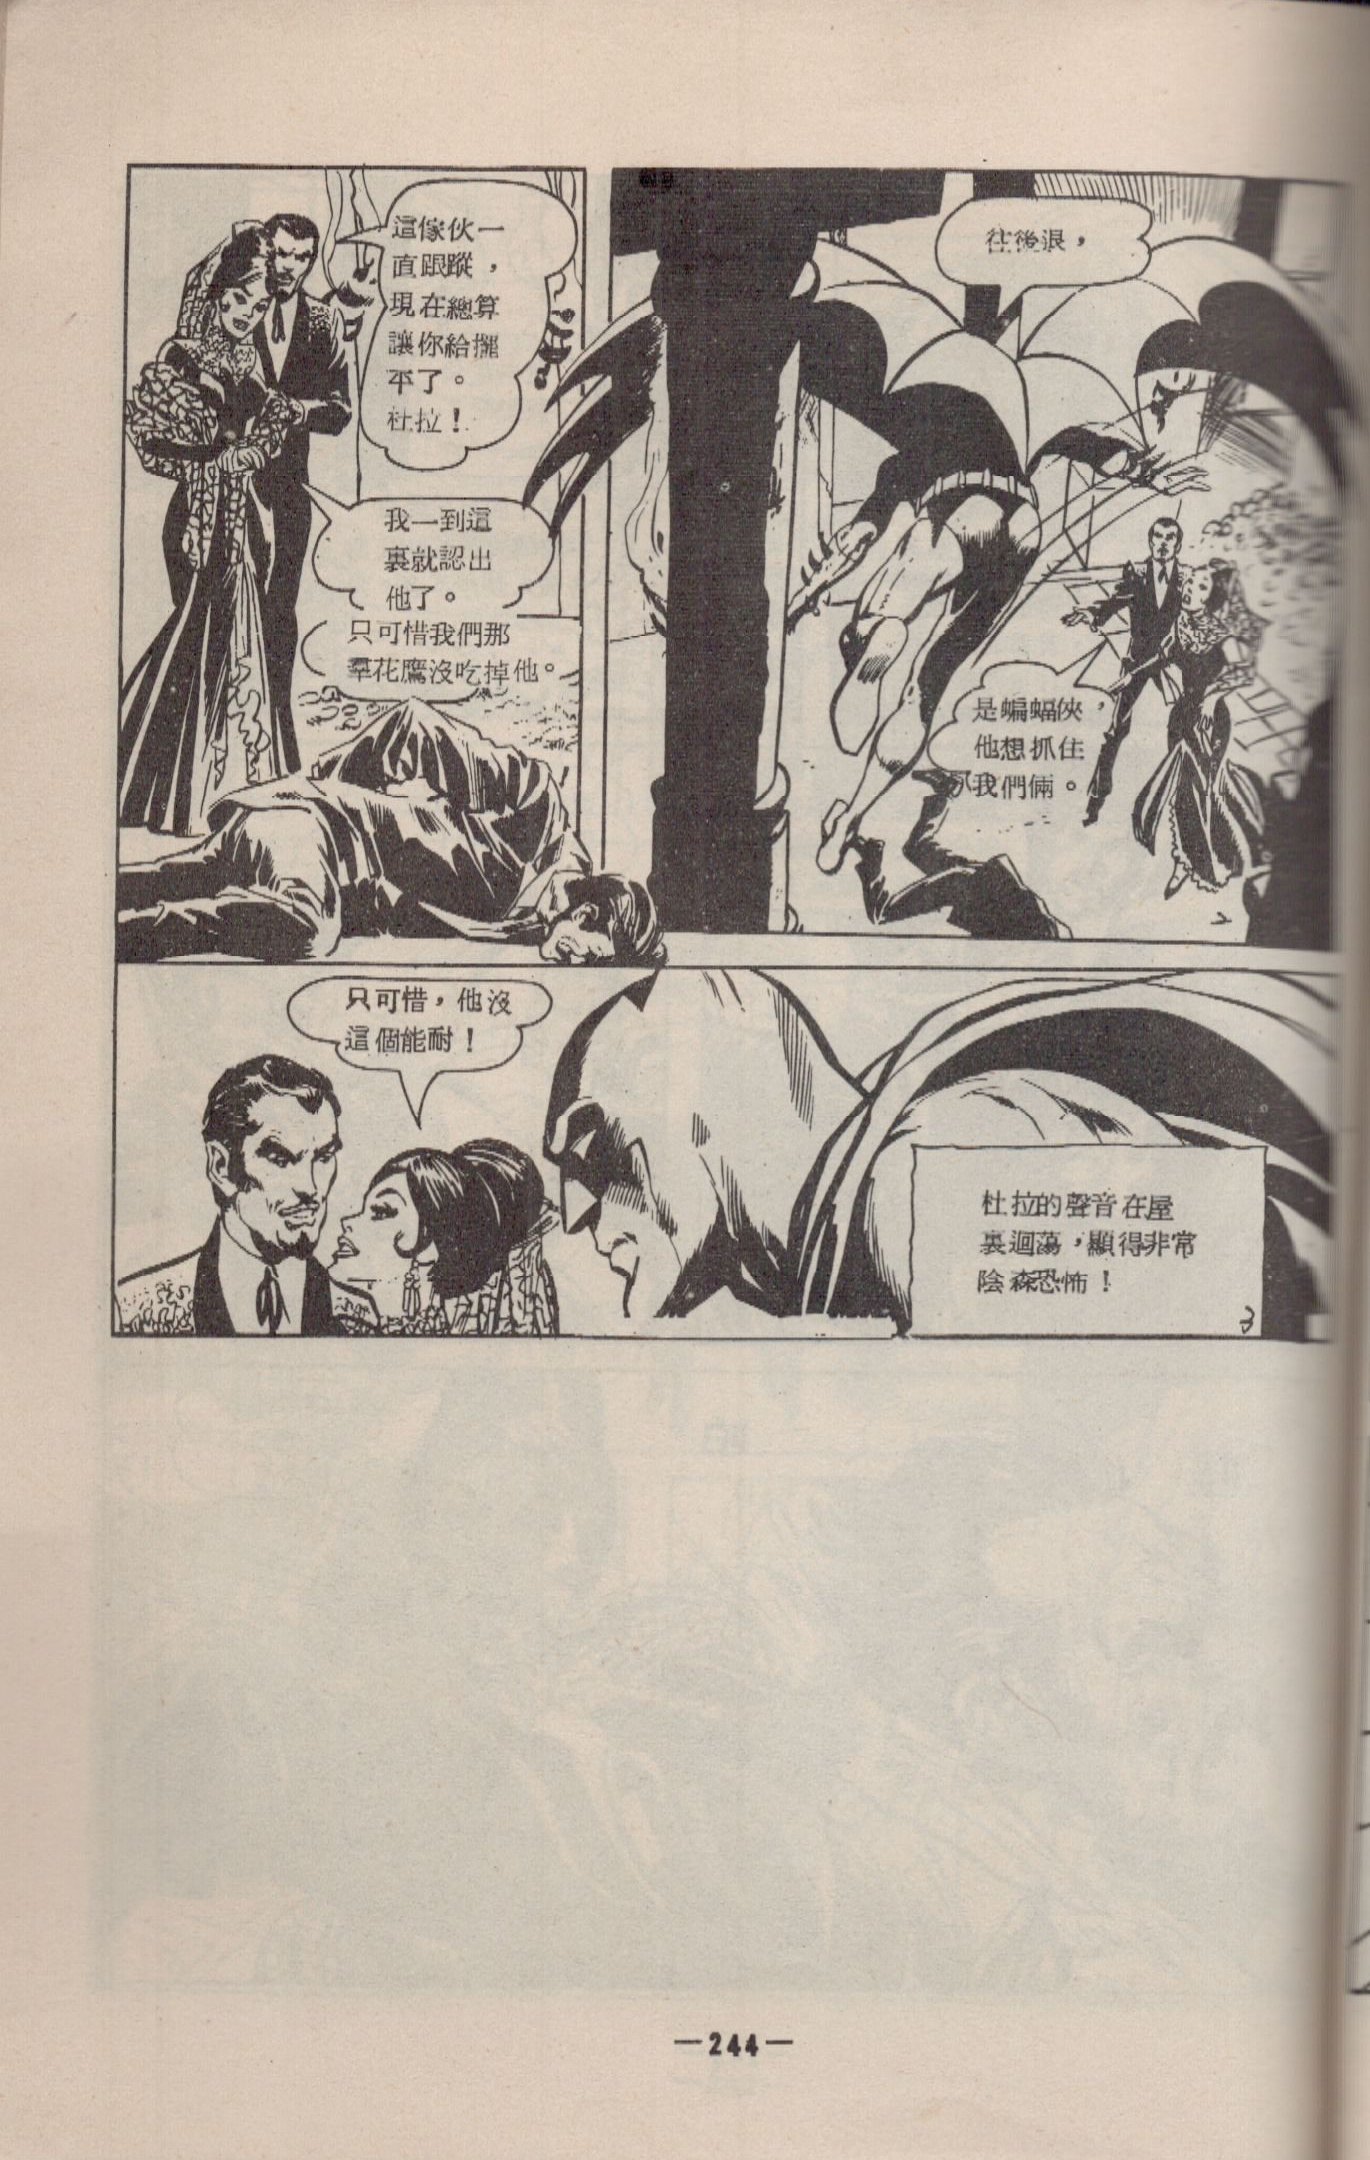 這傢伙一
直跟蹤，
現在總算
讓你給擺
平了。
杜拉！
我一到這
裏就認出
他了。
只可惜我們那
羣花鷹沒吃掉他。
往後退，
是蝙蝠俠，
他想抓住
我們倆。
2
只可惜，他沒
這個能耐！
杜拉的聲音在屋
裏迴蕩，顯得非常
陰森恐怖！
3
—244—